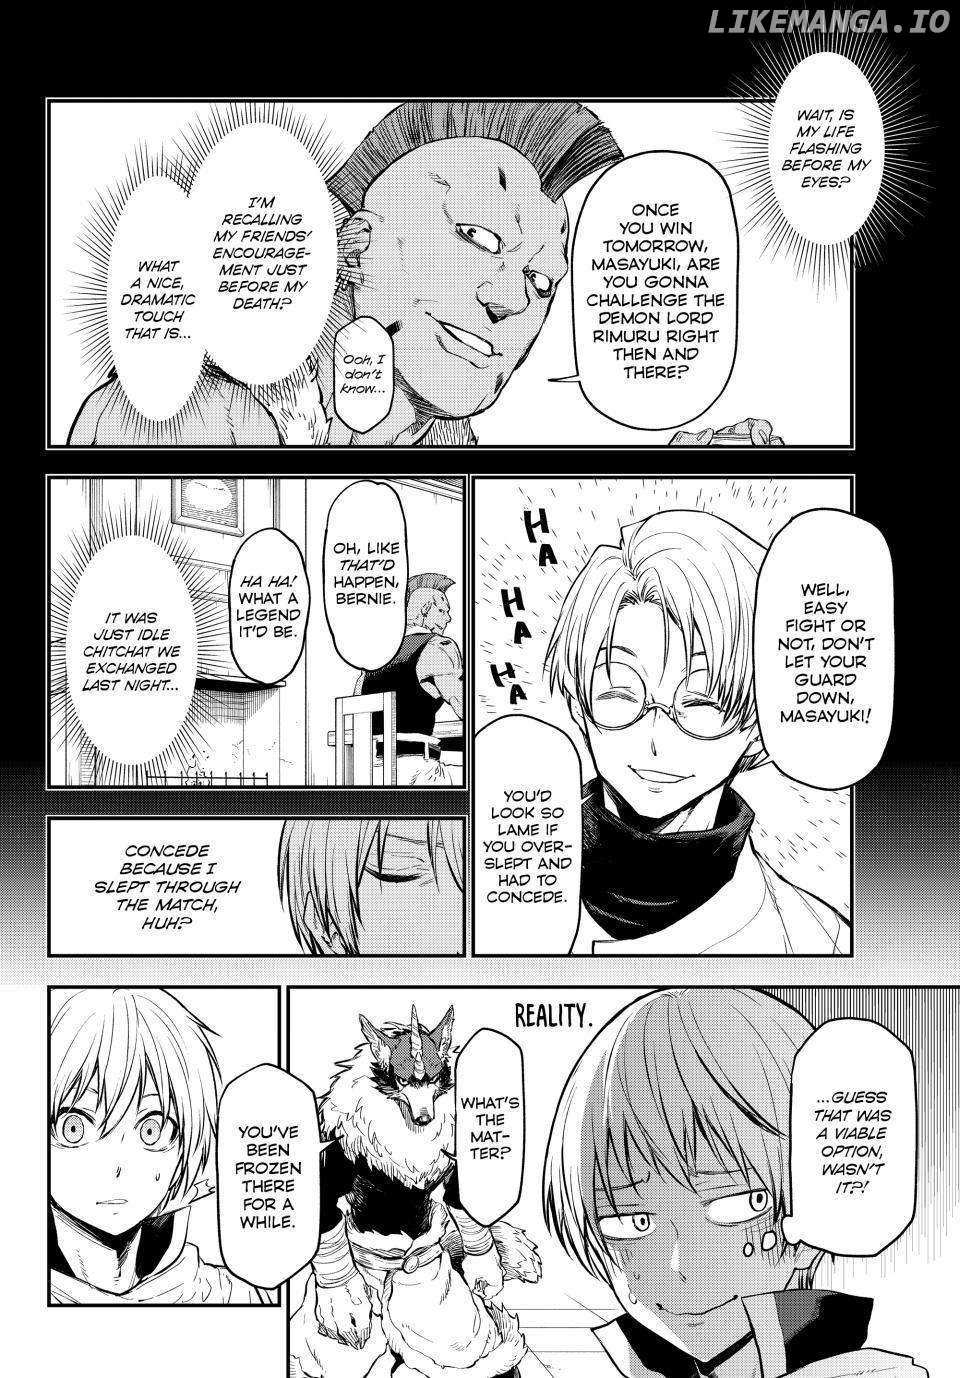 LIKEMANGA.IO
WAIT, IS
MY LIFE
FLASHING
BEFORE MY
EYES?
ONCE
YOU WIN
TOMORROW,
MASAYUKI, ARE
YOU GONNA
CHALLENGE THE
DEMON LORD
RIMURU RIGHT
THEN AND
THERE?
I'M
RECALLING
MY FRIENDS'
ENCOURAGE-
MENT JUST
BEFORE MY
DEATH?
Ooh, I
don't
know...
WHAT
A NICE,
DRAMATIC
TOUCH
THAT IS...
WELL,
EASY
FIGHT OR
NOT, DON'T
LET YOUR
GUARD
DOWN,
MASAYUKI!
HA
HA
HA
YOU'D
LOOK SO
LAME IF
YOU OVER-
SLEPT AND
HAD TO
CONCEDE.
OH, LIKE
THAT'D
HAPPEN,
BERNIE.
HA HA!
WHAT A
LEGEND
IT'D BE.
IT WAS
JUST IDLE
CHITCHAT WE
EXCHANGED
LAST NIGHT...
CONCEDE
BECAUSE I
SLEPT THROUGH
THE MATCH,
HUH?
...GUESS
THAT WAS
A VIABLE
OPTION,
WASN'T
IT?!
REALITY.
WHAT'S
THE
MAT-
TER?
YOU'VE
BEEN
FROZEN
THERE
FOR A
WHILE.